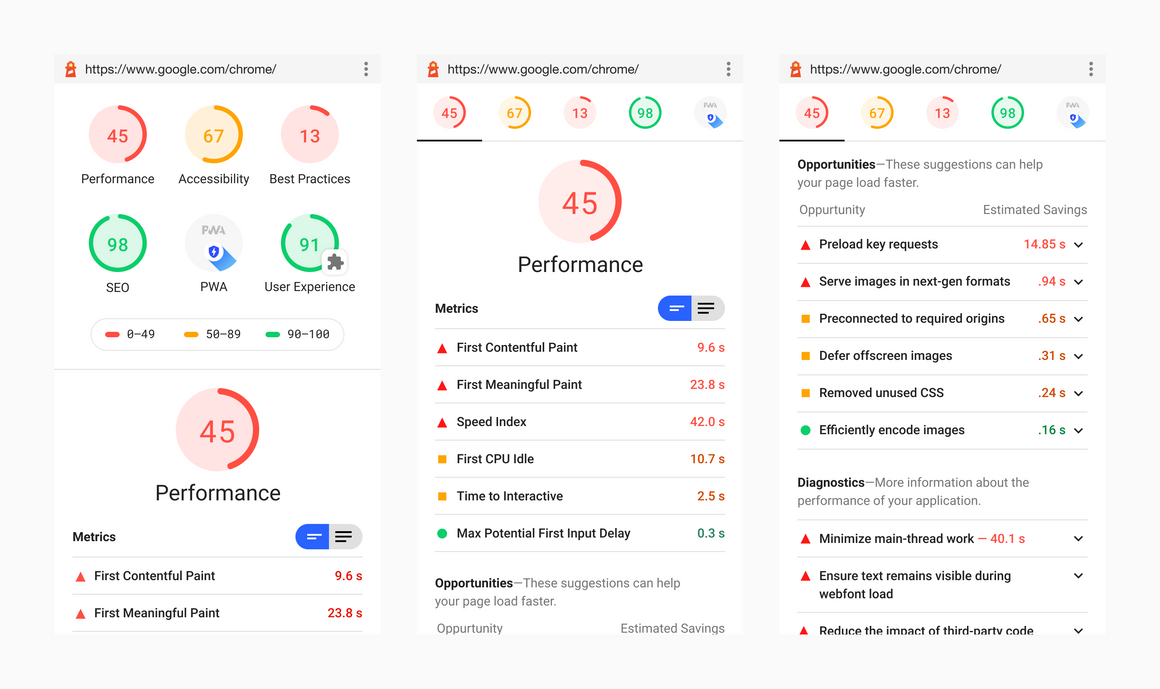 https://www.google.com/chrome/
45 67 13
Performance Accessibility Best Practices
98 PWA 91
SEO PWA User Experience
0–49 50–89 90–100
45
Performance
Metrics
First Contentful Paint 9.6 s
First Meaningful Paint 23.8 s
https://www.google.com/chrome/
45 67 13 98 PWA
45
Performance
Metrics
First Contentful Paint 9.6 s
First Meaningful Paint 23.8 s
Speed Index 42.0 s
First CPU Idle 10.7 s
Time to Interactive 2.5 s
Max Potential First Input Delay 0.3 s
Opportunities—These suggestions can help
your page load faster.
Oppurtunity Estimated Savings
https://www.google.com/chrome/
45 67 13 98 PWA
Opportunities—These suggestions can help
your page load faster.
Oppurtunity Estimated Savings
Preload key requests 14.85 s
Serve images in next-gen formats .94 s
Preconnected to required origins .65 s
Defer offscreen images .31 s
Removed unused CSS .24 s
Efficiently encode images .16 s
Diagnostics—More information about the
performance of your application.
Minimize main-thread work — 40.1 s
Ensure text remains visible during
webfont load
Reduce the impact of third-party code